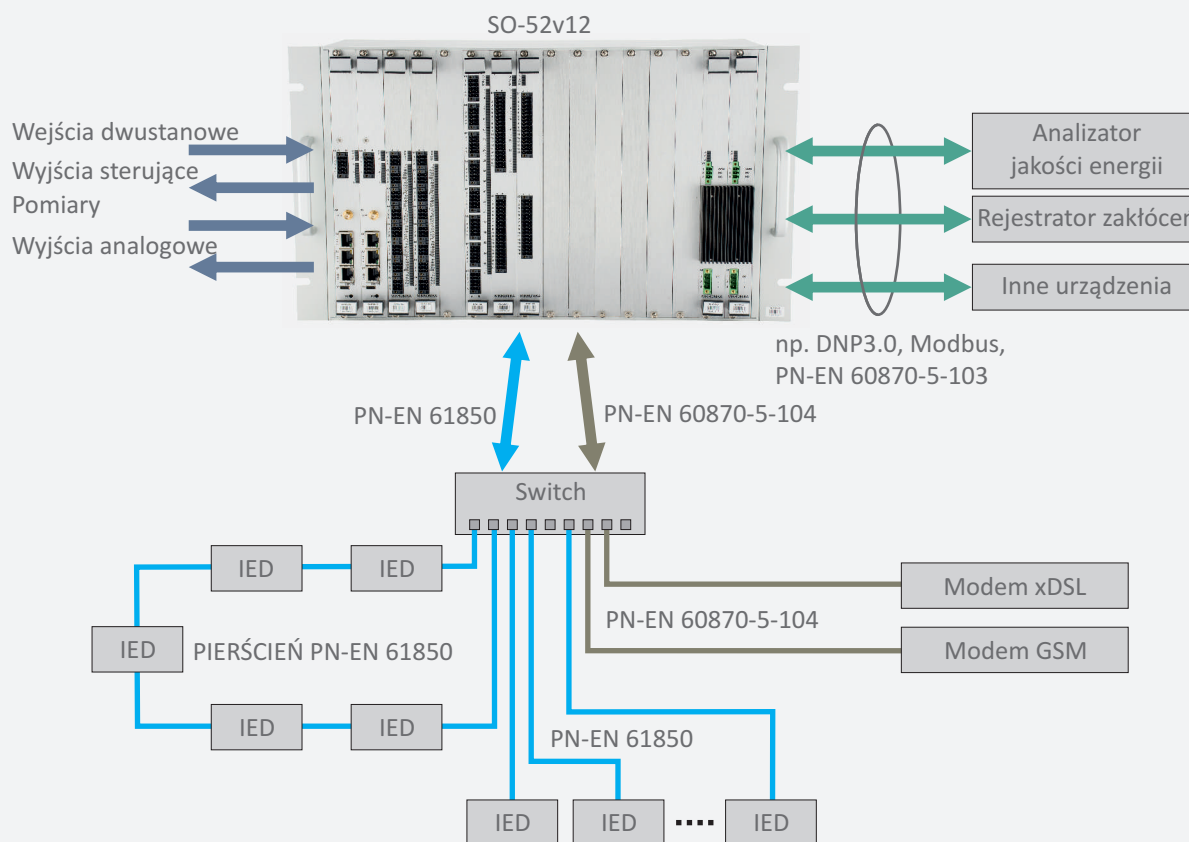 SO-52v12
Wejścia dwustanowe
Wyjścia sterujące
Pomiary
Wyjścia analogowe
Analizator
jakości energii
Rejestrator zakłóceń
Inne urządzenia
np. DNP3.0, Modbus,
PN-EN 60870-5-103
PN-EN 61850
PN-EN 60870-5-104
Switch
IED
IED
Modem xDSL
PN-EN 60870-5-104
IED
PIERŚCIEŃ PN-EN 61850
Modem GSM
IED
IED
PN-EN 61850
IED
IED
IED